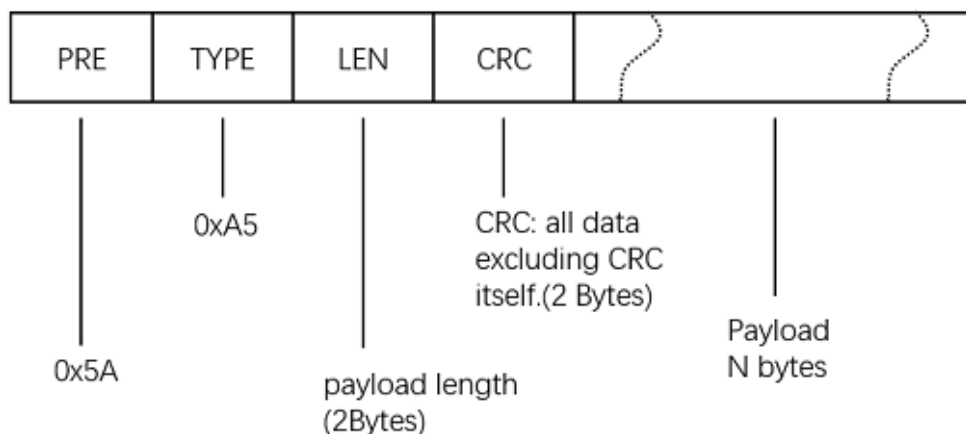 PRE TYPE LEN CRC
0xA5
CRC: all data
excluding CRC
itself.(2 Bytes)
Payload
N bytes
0x5A
payload length
(2Bytes)